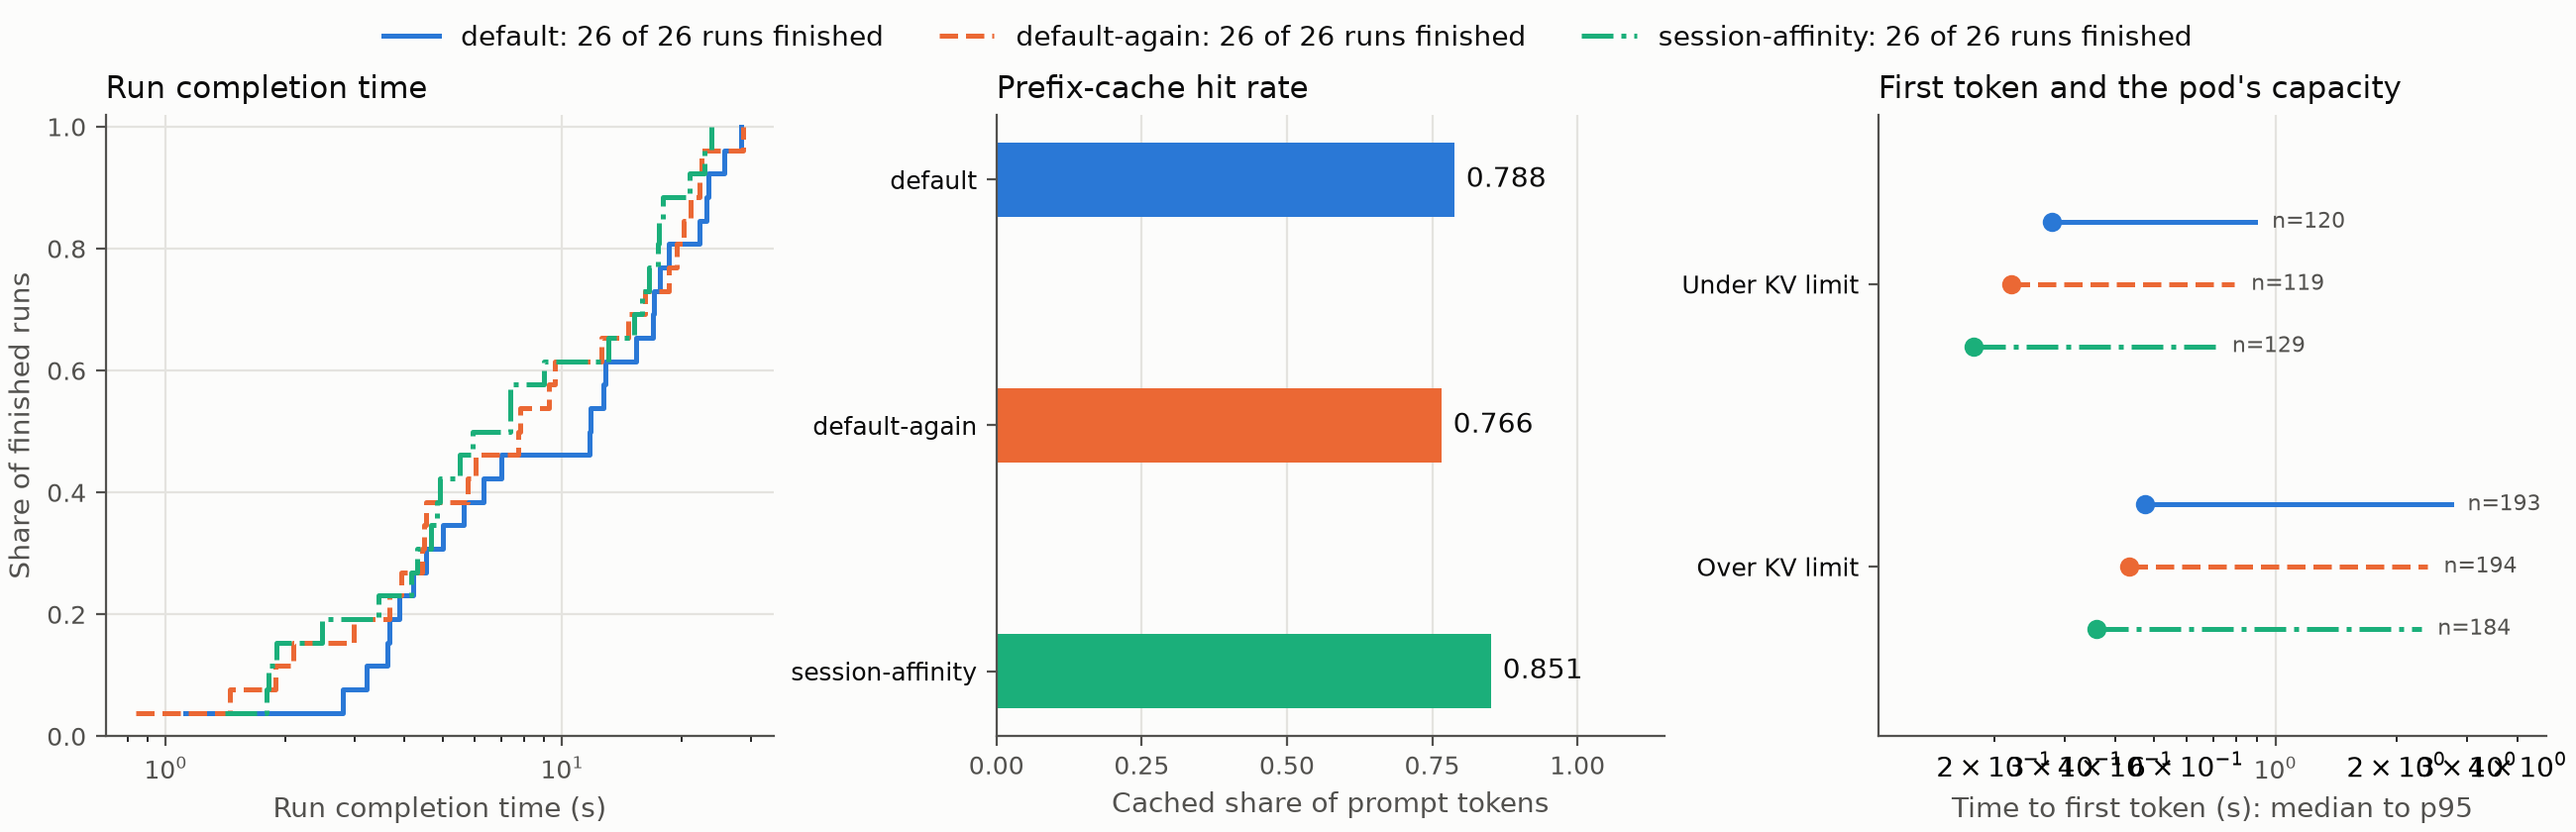 default: 26 of 26 runs finished
default-again: 26 of 26 runs finished
session-affinity: 26 of 26 runs finished
Run completion time
Share of finished runs
1.0
0.8
0.6
0.4
0.2
0.0
10⁰
10¹
Run completion time (s)
Prefix-cache hit rate
default
0.788
default-again
0.766
session-affinity
0.851
0.00
0.25
0.50
0.75
1.00
Cached share of prompt tokens
First token and the pod's capacity
Under KV limit
n=120
n=119
n=129
Over KV limit
n=193
n=194
n=184
10⁰
Time to first token (s): median to p95